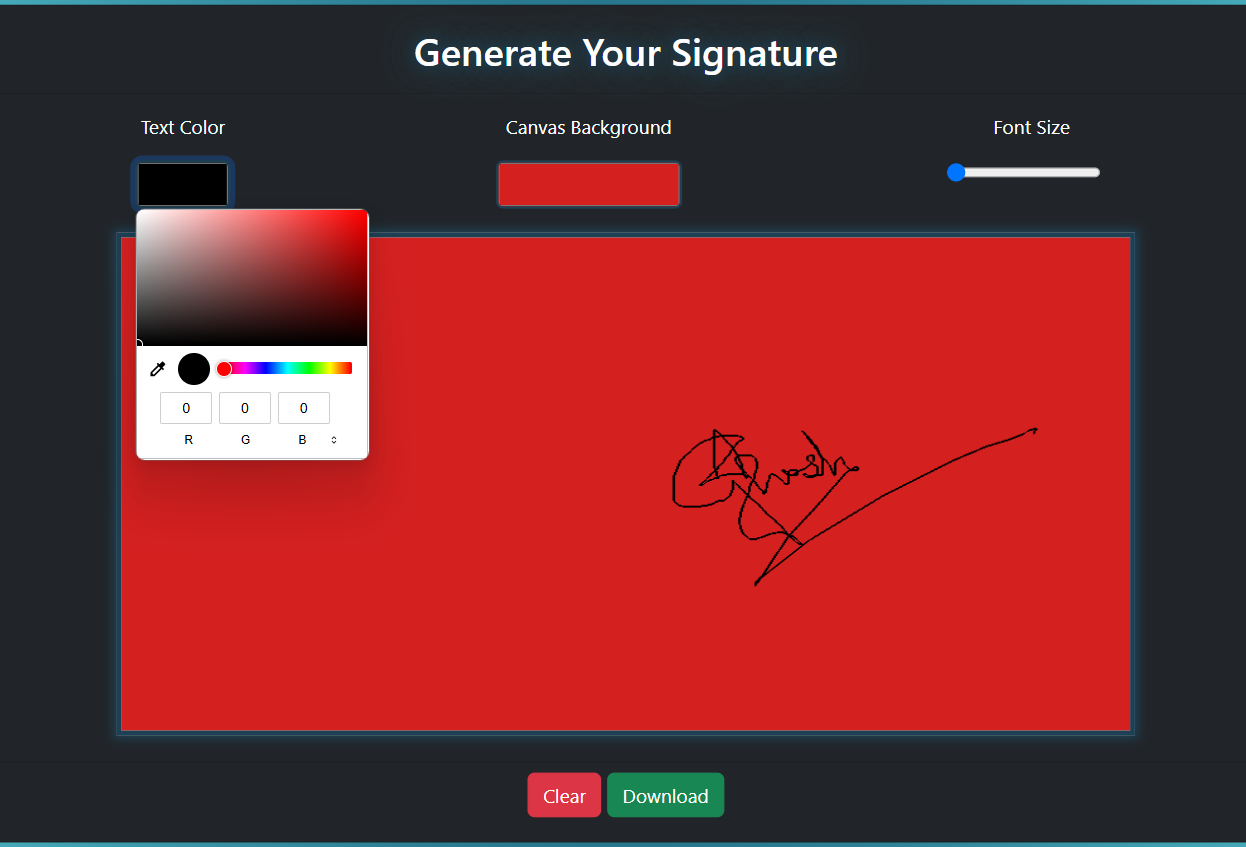 Generate Your Signature
Text Color
Canvas Background
Font Size
0 0 0
R G B
Clear Download